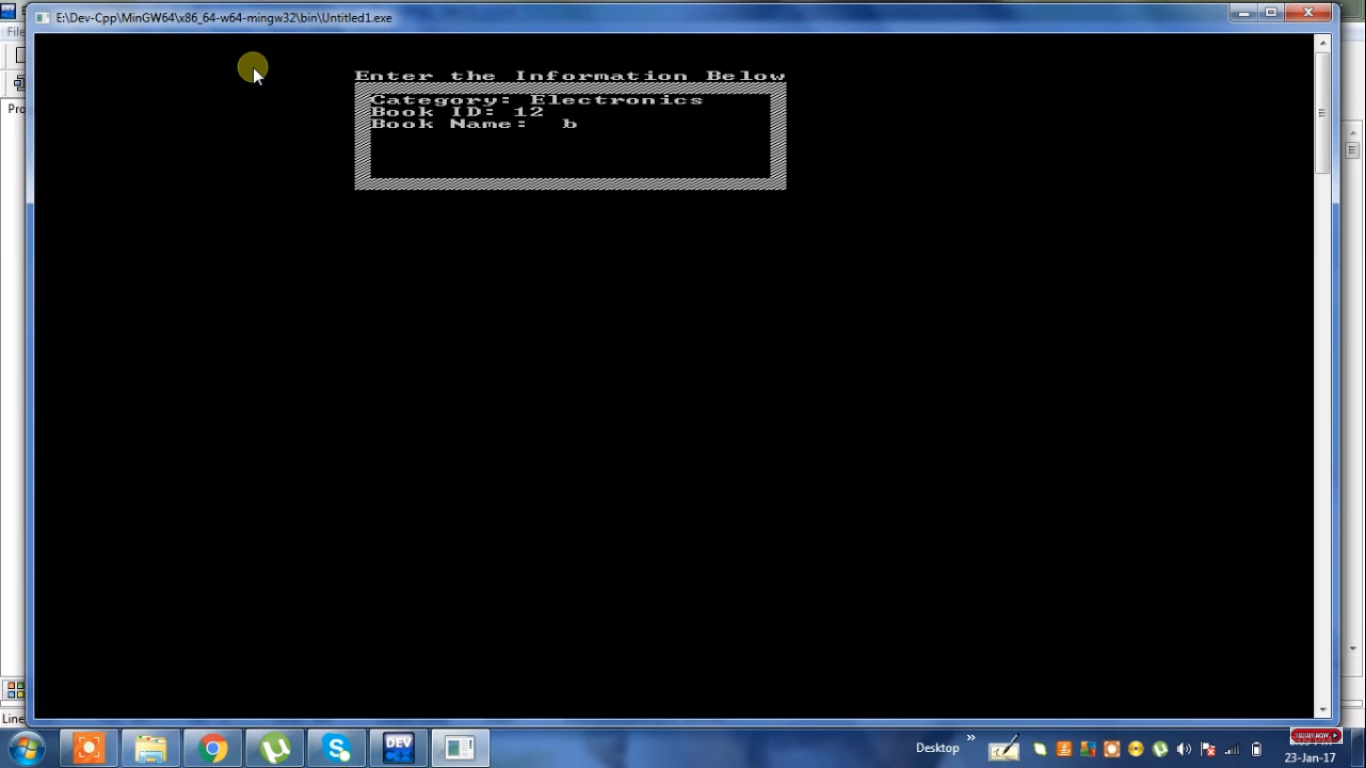 E:\Dev-Cpp\MinGW64\x86_64-w64-mingw32\bin\Untitled1.exe
File
Enter the Information Below
Category: Electronics
Book ID: 12
Book Name: b
Pro
Line
DEV
Desktop
23-Jan-17